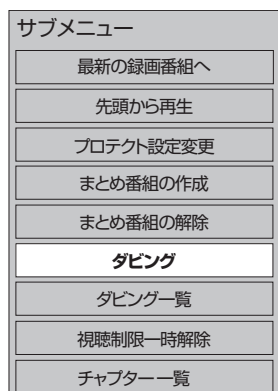 サブメニュー
最新の録画番組へ
先頭から再生
プロテクト設定変更
まとめ番組の作成
まとめ番組の解除
ダビング
ダビング一覧
視聴制限一時解除
チャプター一覧